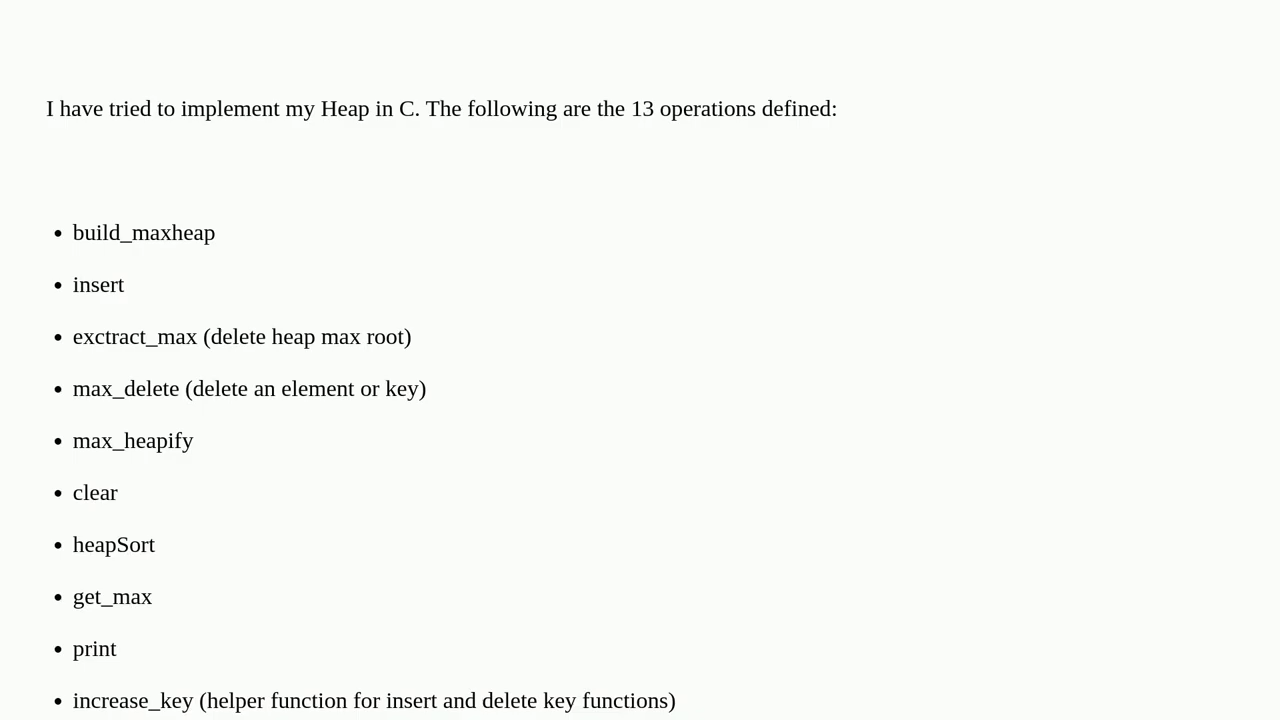 I have tried to implement my Heap in C. The following are the 13 operations defined:
• build_maxheap
• insert
• exctract_max (delete heap max root)
• max_delete (delete an element or key)
• max_heapify
• clear
• heapSort
• get_max
• print
• increase_key (helper function for insert and delete key functions)